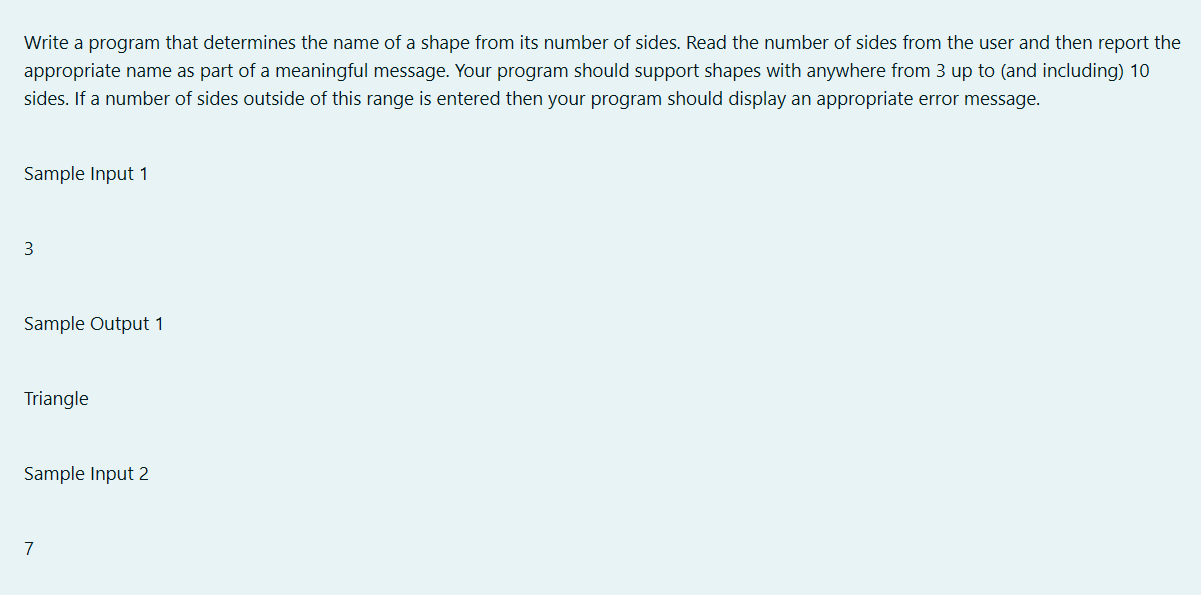 Write a program that determines the name of a shape from its number of sides. Read the number of sides from the user and then report the
appropriate name as part of a meaningful message. Your program should support shapes with anywhere from 3 up to (and including) 10
sides. If a number of sides outside of this range is entered then your program should display an appropriate error message.
Sample Input 1
3
Sample Output 1
Triangle
Sample Input 2
7